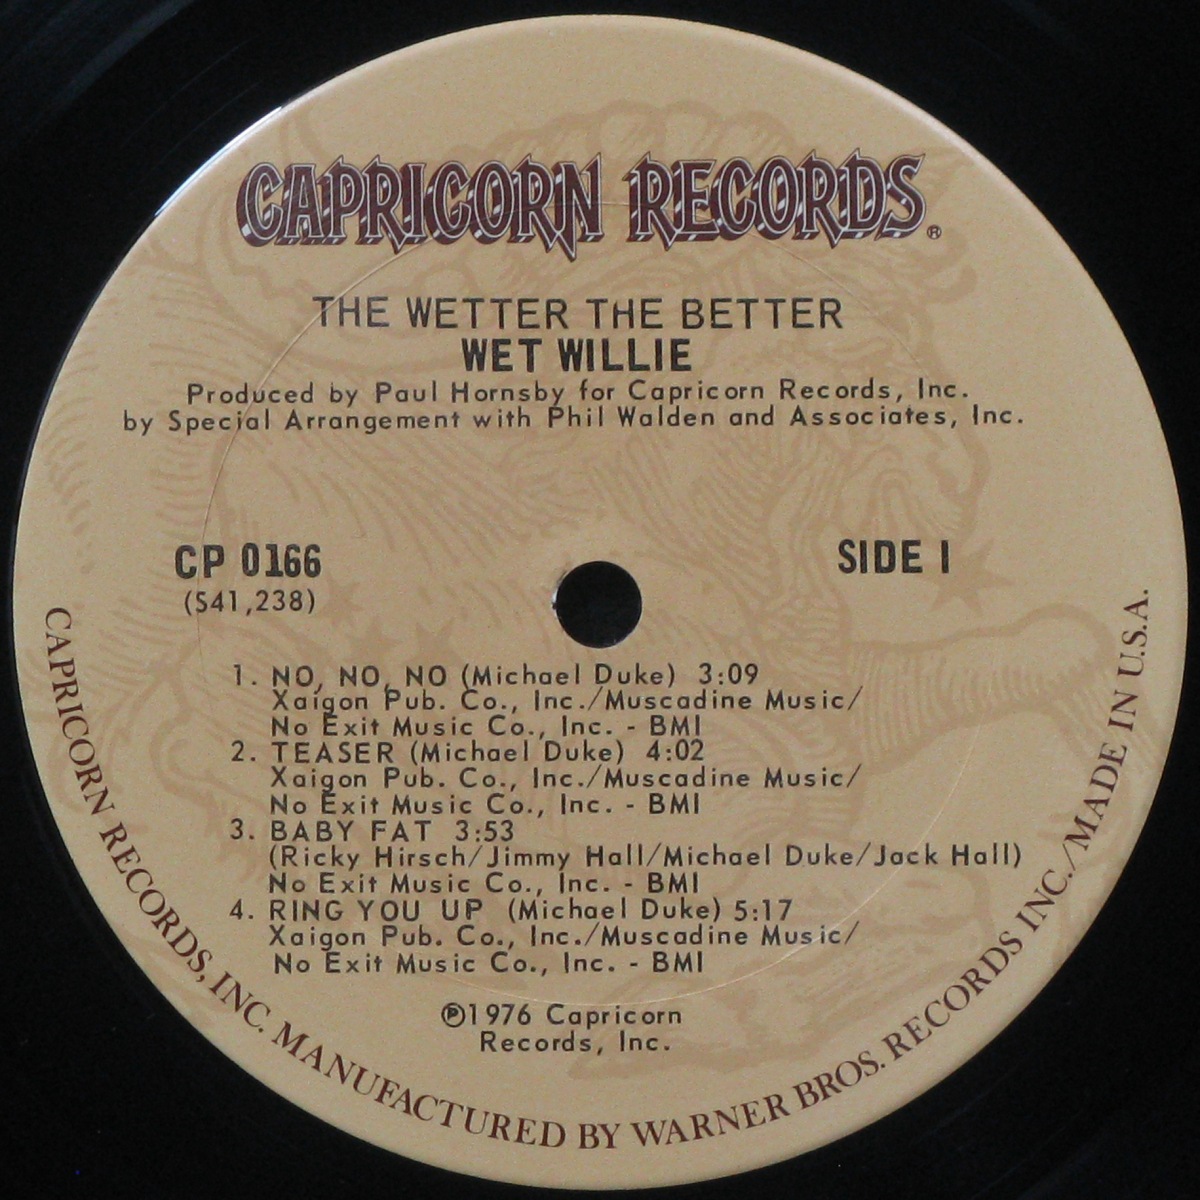 CAPRICORN RECORDS®
THE WETTER THE BETTER
WET WILLIE
Produced by Paul Hornsby for Capricorn Records, Inc.
by Special Arrangement with Phil Walden and Associates, Inc.
CP 0166
(S41,238)
SIDE I
1. NO, NO, NO (Michael Duke) 3:09
Xaigon Pub. Co., Inc./Muscadine Music/
No Exit Music Co., Inc. - BMI
2. TEASER (Michael Duke) 4:02
Xaigon Pub. Co., Inc./Muscadine Music/
No Exit Music Co., Inc. - BMI
3. BABY FAT 3:53
(Ricky Hirsch/Jimmy Hall/Michael Duke/Jack Hall)
No Exit Music Co., Inc. - BMI
4. RING YOU UP (Michael Duke) 5:17
Xaigon Pub. Co., Inc./Muscadine Music/
No Exit Music Co., Inc. - BMI
℗1976 Capricorn
Records, Inc.
CAPRICORN RECORDS, INC. MANUFACTURED BY WARNER BROS. RECORDS INC./MADE IN U.S.A.